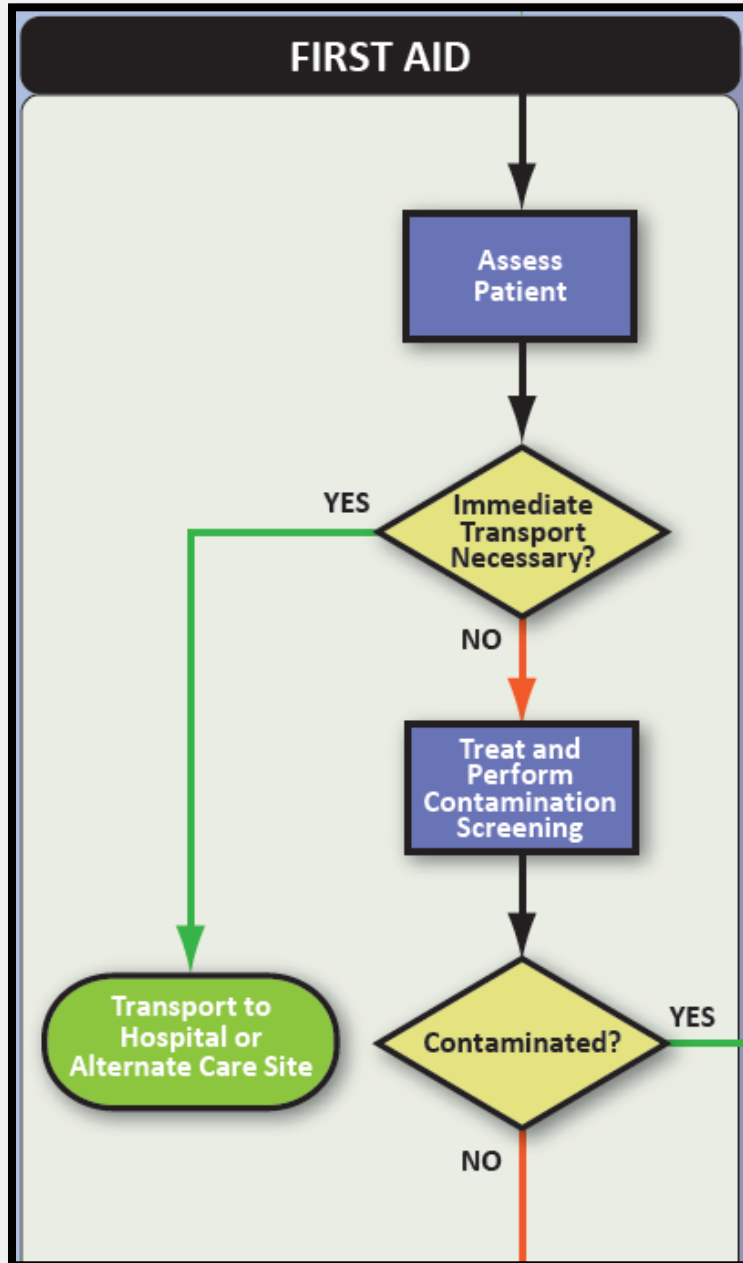 FIRST AID
Assess
Patient
YES
Immediate
Transport
Necessary?
NO
Treat and
Perform
Contamination
Screening
Transport to
Hospital or
Alternate Care Site
Contaminated?
YES
NO